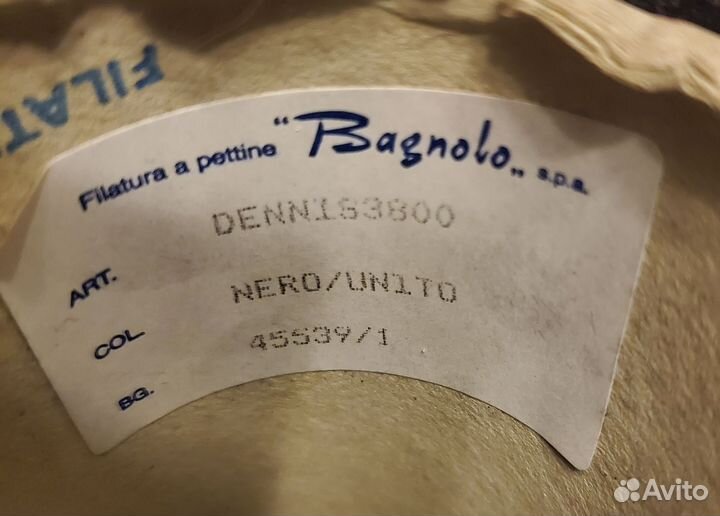 FILAT
Filatura a pettine "Bagnolo„ s.p.a.
DENNIS3800
ART.
NERO/UNITO
COL
45539/1
BG.
Avito